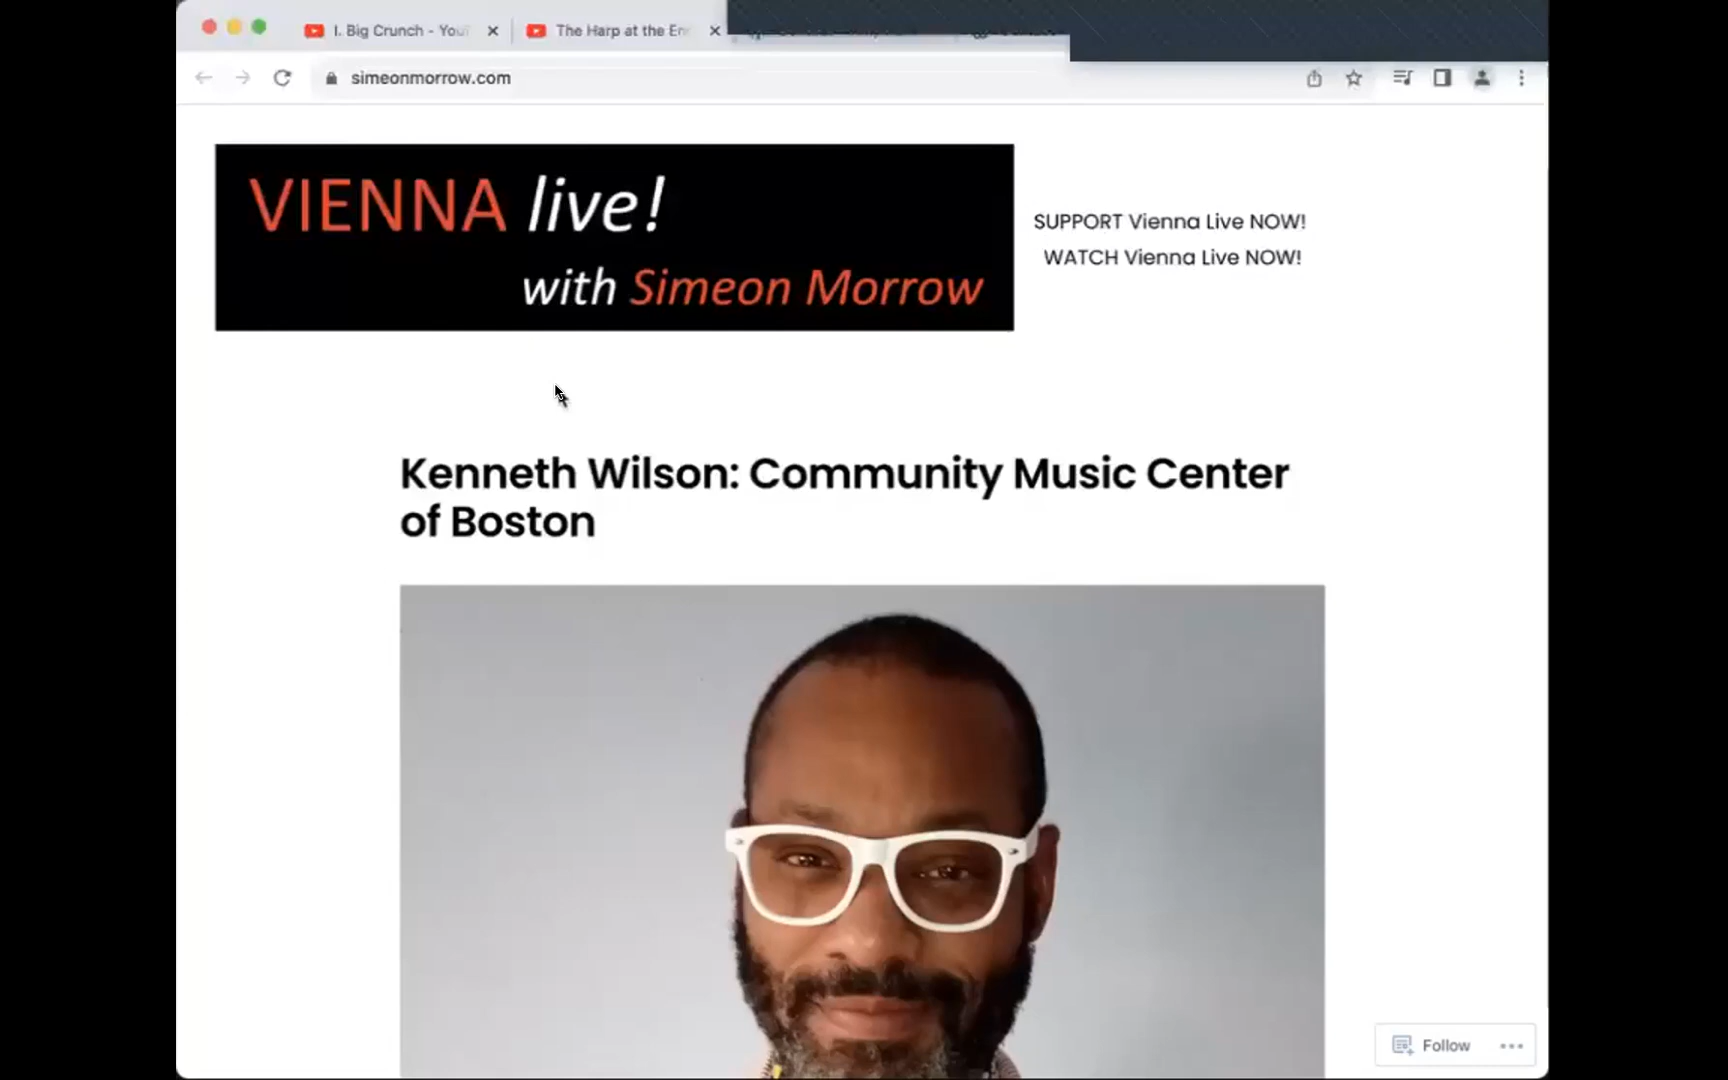 I. Big Crunch - You
The Harp at the En
simeonmorrow.com
VIENNA live!
with Simeon Morrow
SUPPORT Vienna Live NOW!
WATCH Vienna Live NOW!
Kenneth Wilson: Community Music Center
of Boston
Follow